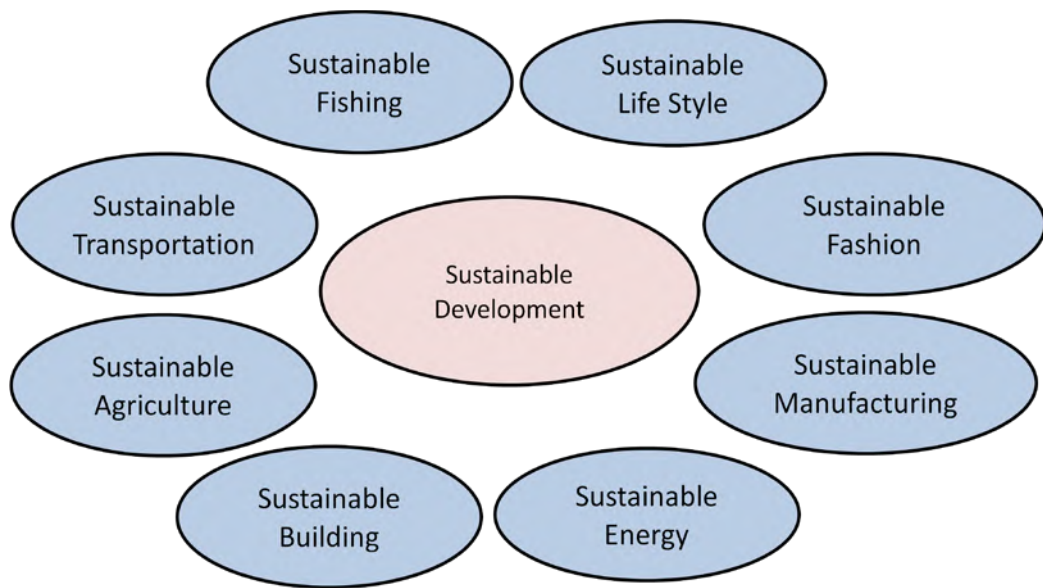 Sustainable
Fishing
Sustainable
Life Style
Sustainable
Transportation
Sustainable
Fashion
Sustainable
Development
Sustainable
Agriculture
Sustainable
Manufacturing
Sustainable
Building
Sustainable
Energy